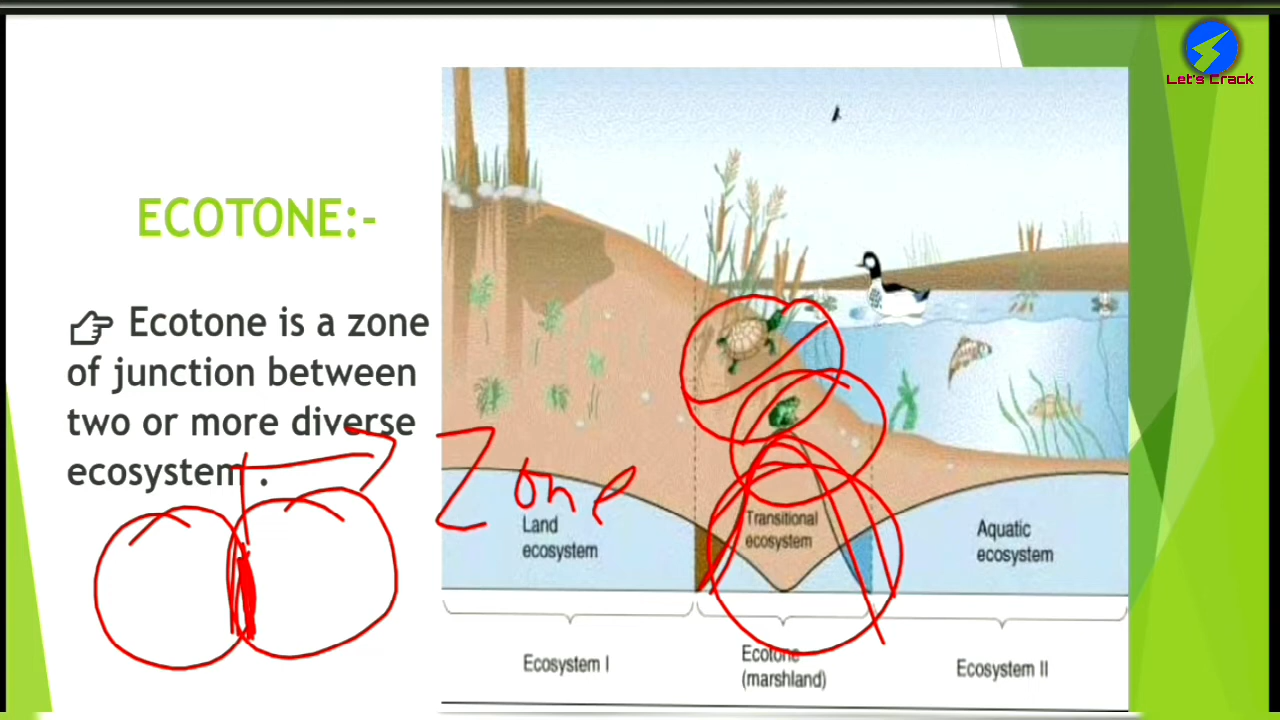 Let's Crack
ECOTONE:-
Ecotone is a zone
of junction between
two or more diverse
ecosystem .
Zone
Land
ecosystem
Transitional
ecosystem
Aquatic
ecosystem
Ecosystem I
Ecotone
(marshland)
Ecosystem II